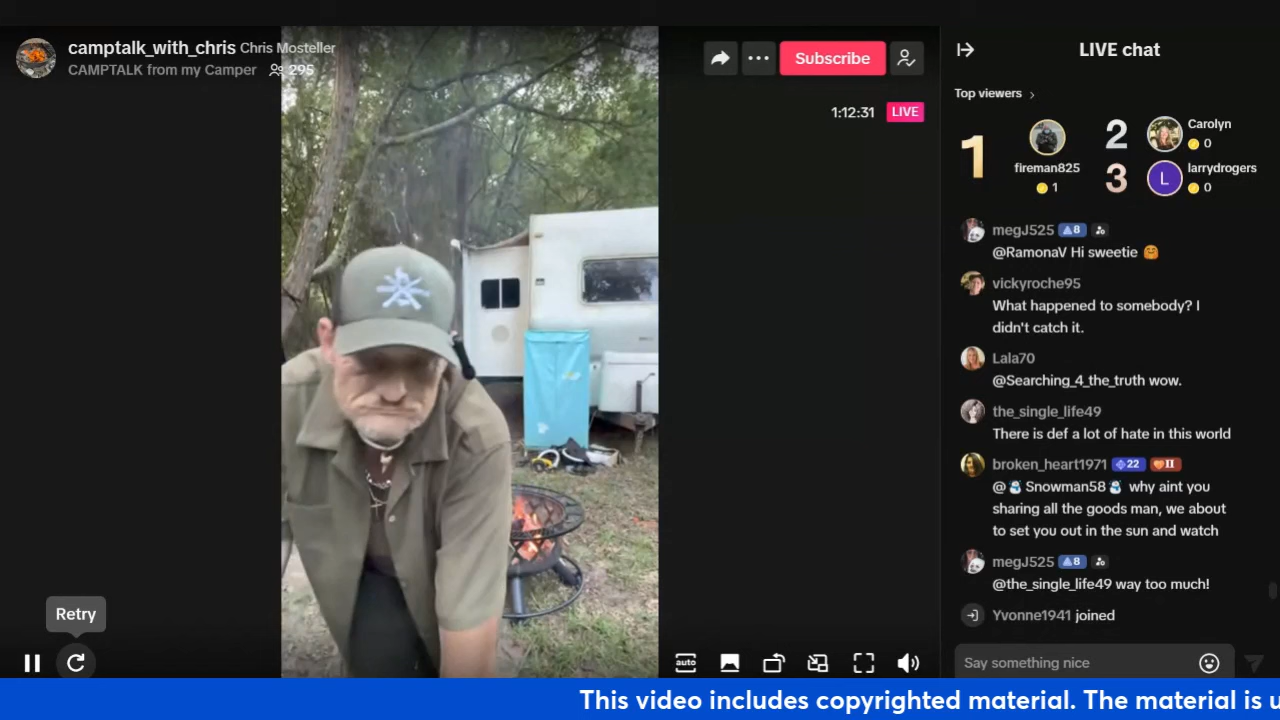 camptalk_with_chris Chris Mosteller
CAMPTALK from my Camper 295
Subscribe
1:12:31 LIVE
LIVE chat
Top viewers
1
fireman825
1
2
Carolyn
0
3
L
larrydrogers
0
megJ525 8
@RamonaV Hi sweetie 🤗
vickyroche95
What happened to somebody? I
didn't catch it.
Lala70
@Searching_4_the_truth wow.
the_single_life49
There is def a lot of hate in this world
broken_heart1971 22 II
@⛄Snowman58⛄ why aint you
sharing all the goods man, we about
to set you out in the sun and watch
megJ525 8
@the_single_life49 way too much!
Yvonne1941 joined
Retry
auto
Say something nice
This video includes copyrighted material. The material is u